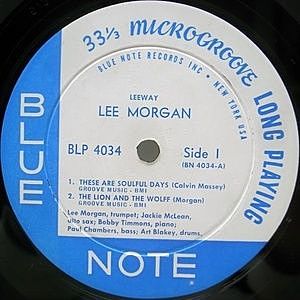 33 1/3 MICROGROOVE LONG PLAYING
BLUE NOTE RECORDS INC • NEW YORK USA
LEEWAY
LEE MORGAN
BLP 4034
Side 1
(BN 4034-A)
1. THESE ARE SOULFUL DAYS (Calvin Massey)
GROOVE MUSIC - BMI
2. THE LION AND THE WOLFF (Morgan)
GROOVE MUSIC - BMI
Lee Morgan, trumpet; Jackie McLean,
alto sax; Bobby Timmons, piano;
Paul Chambers, bass; Art Blakey, drums.
BLUE
NOTE